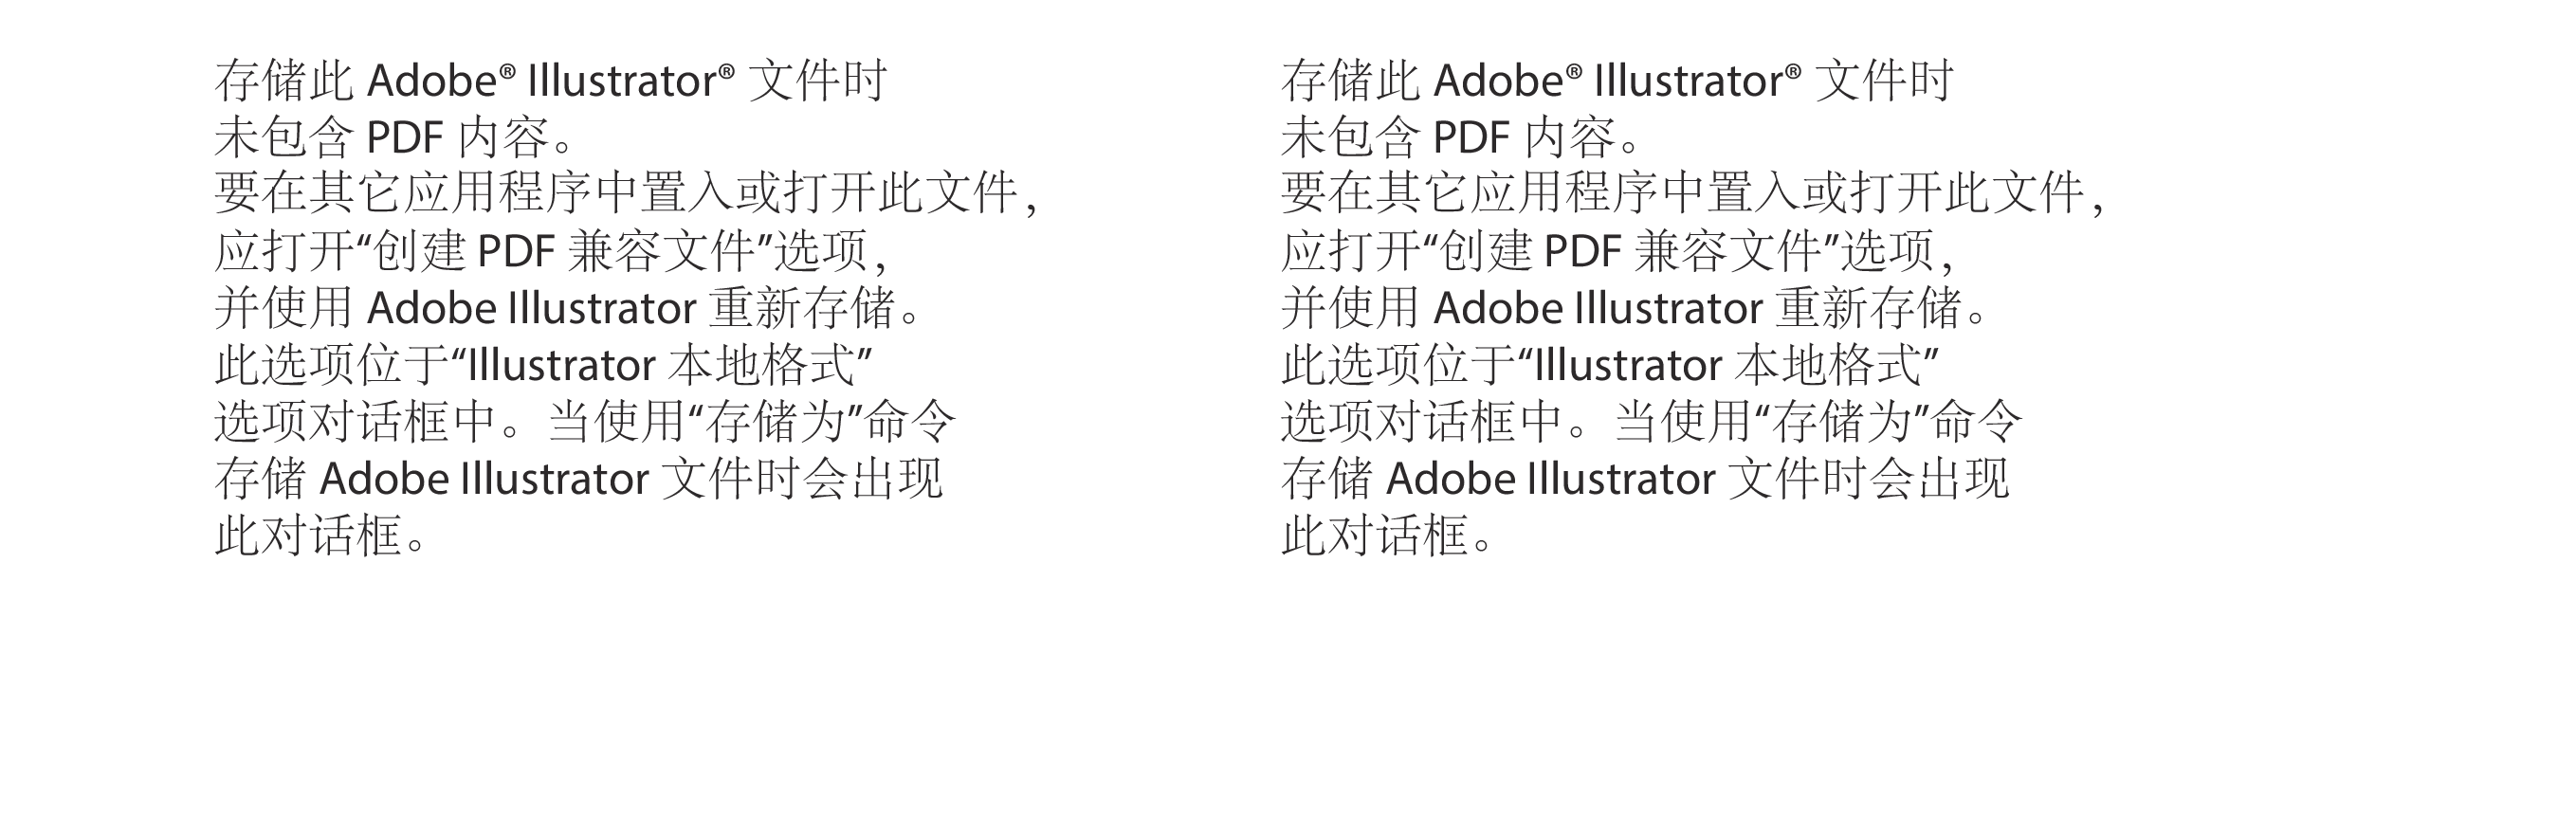 存储此 Adobe® Illustrator® 文件时
未包含 PDF 内容。
要在其它应用程序中置入或打开此文件，
应打开“创建 PDF 兼容文件”选项，
并使用 Adobe Illustrator 重新存储。
此选项位于“Illustrator 本地格式”
选项对话框中。当使用“存储为”命令
存储 Adobe Illustrator 文件时会出现
此对话框。
存储此 Adobe® Illustrator® 文件时
未包含 PDF 内容。
要在其它应用程序中置入或打开此文件，
应打开“创建 PDF 兼容文件”选项，
并使用 Adobe Illustrator 重新存储。
此选项位于“Illustrator 本地格式”
选项对话框中。当使用“存储为”命令
存储 Adobe Illustrator 文件时会出现
此对话框。